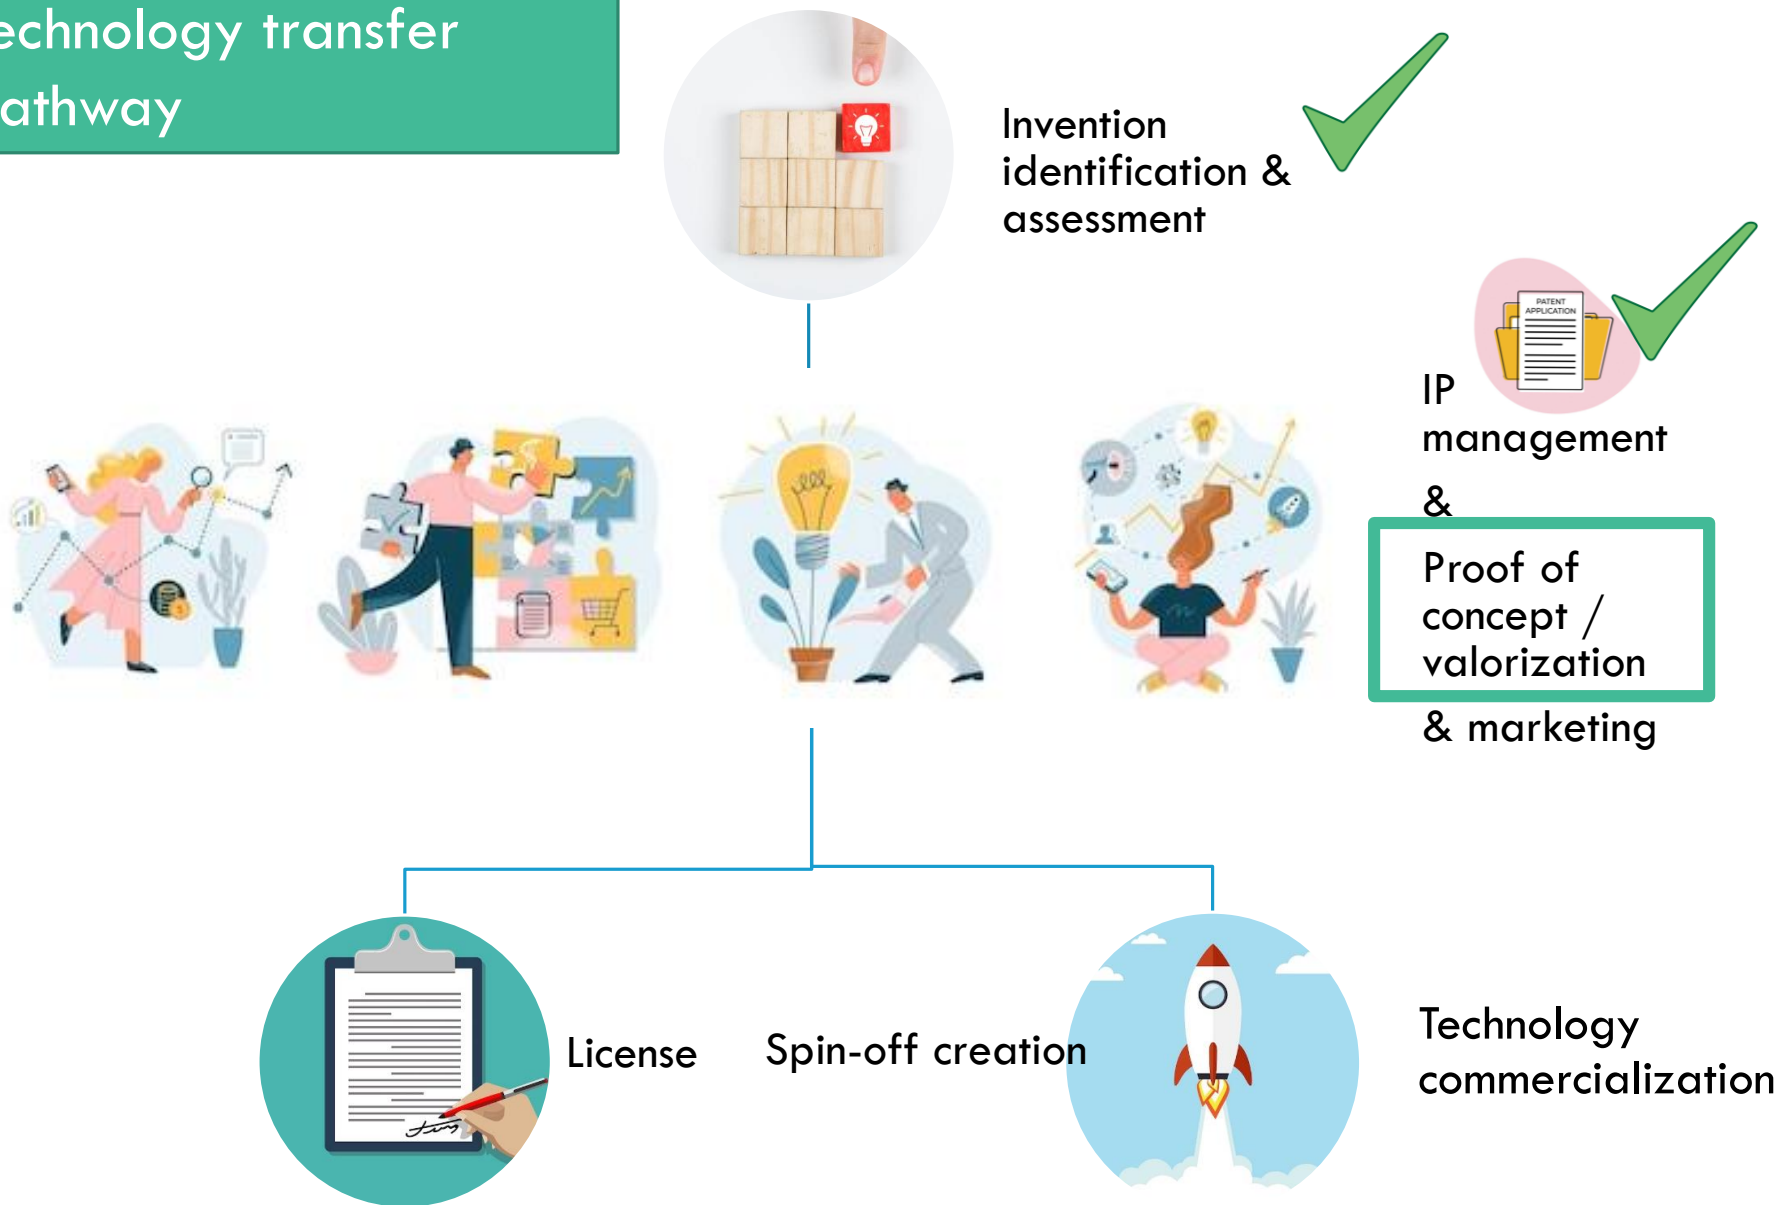 echnology transfer
athway
Invention
identification &
assessment
PATENT
APPLICATION
IP
management
&
Proof of
concept /
valorization
& marketing
License
Spin-off creation
Technology
commercialization